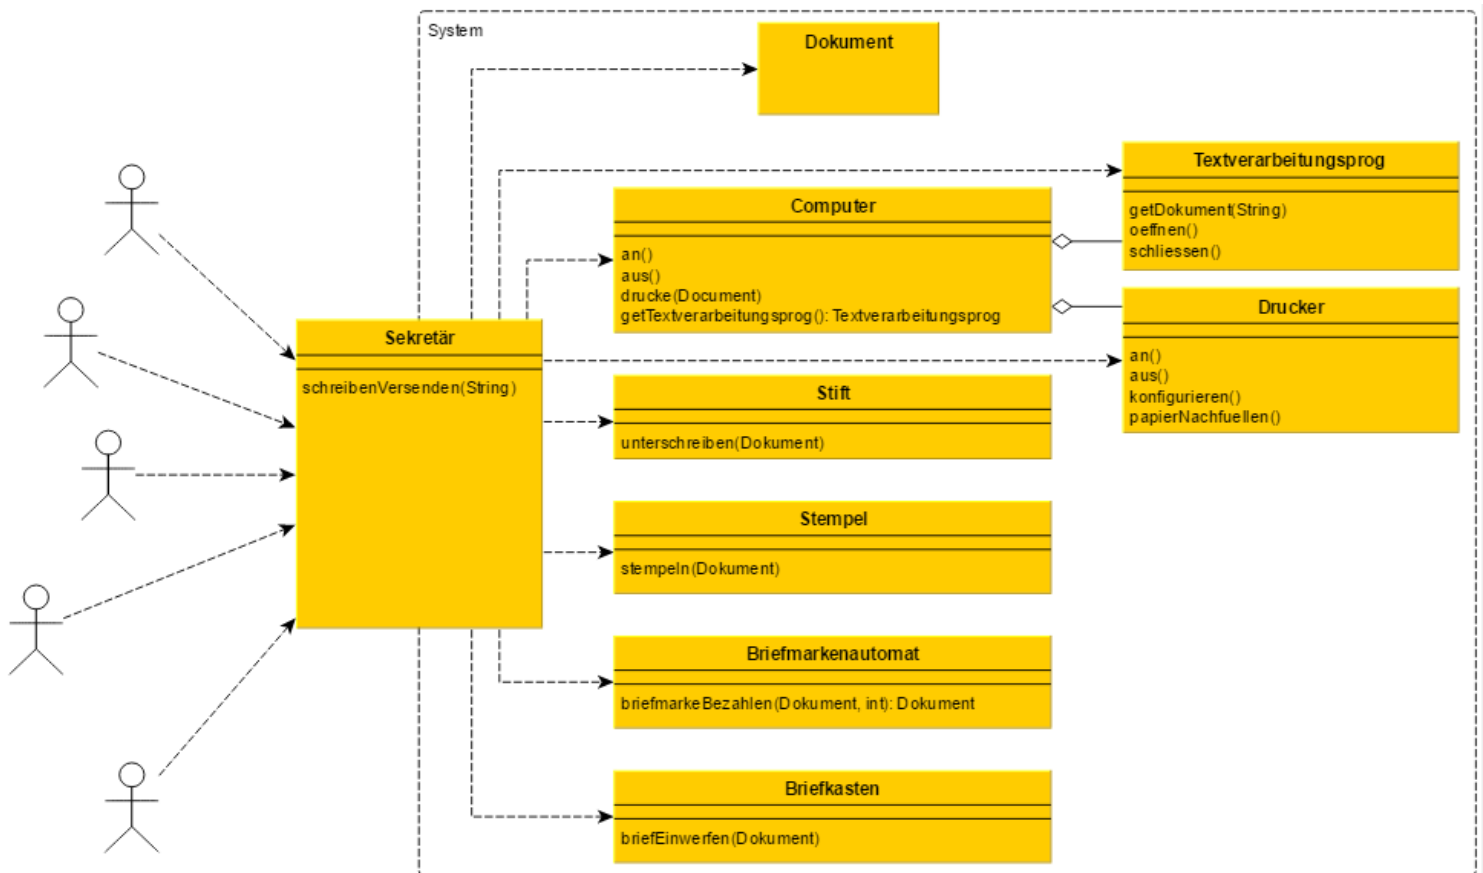 System
Dokument
Textverarbeitungsprog
getDokument(String)
oeffnen()
schliessen()
Computer
an()
aus()
drucke(Document)
getTextverarbeitungsprog(): Textverarbeitungsprog
Drucker
an()
aus()
konfigurieren()
papierNachfuellen()
Sekretär
schreibenVersenden(String)
Stift
unterschreiben(Dokument)
Stempel
stempeln(Dokument)
Briefmarkenautomat
briefmarkeBezahlen(Dokument, int): Dokument
Briefkasten
briefEinwerfen(Dokument)